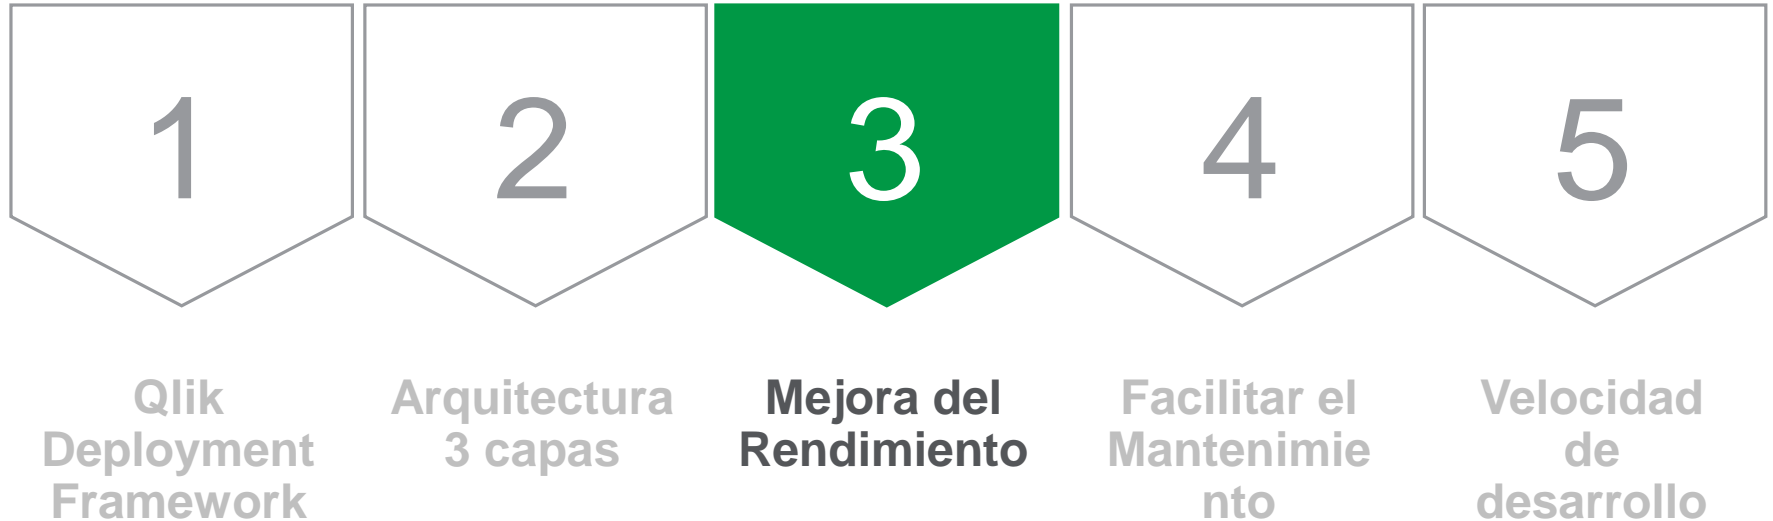 1
2
3
4
5
Qlik
Deployment
Framework
Arquitectura
3 capas
Mejora del
Rendimiento
Facilitar el
Mantenimie
nto
Velocidad
de
desarrollo